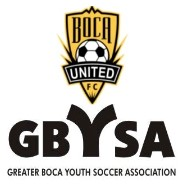 BOCA
UNITED
FC
GBYSA
GREATER BOCA YOUTH SOCCER ASSOCIATION